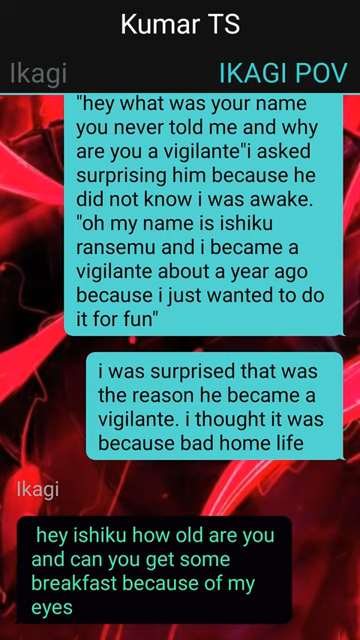 Kumar TS
Ikagi
IKAGI POV
"hey what was your name
you never told me and why
are you a vigilante"i asked
surprising him because he
did not know i was awake.
"oh my name is ishiku
ransemu and i became a
vigilante about a year ago
because i just wanted to do
it for fun"
i was surprised that was
the reason he became a
vigilante. i thought it was
because bad home life
Ikagi
hey ishiku how old are you
and can you get some
breakfast because of my
eyes